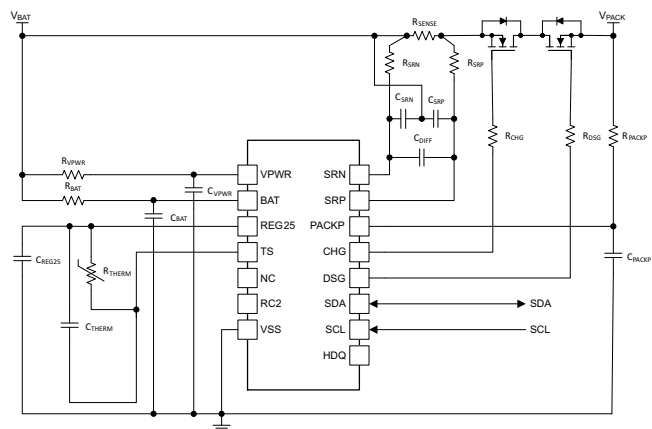 VBAT
RSENSE
VPACK
RSRN
RSRP
CSRN
CSRP
RCHG
RDSG
RPACKP
CDIFF
RVPWR
VPWR
SRN
RBAT
CVPWR
BAT
SRP
CBAT
REG25
PACKP
CREG25
RTHERM
TS
CHG
CPACKP
NC
DSG
RC2
SDA
SDA
CTHERM
VSS
SCL
SCL
HDQ